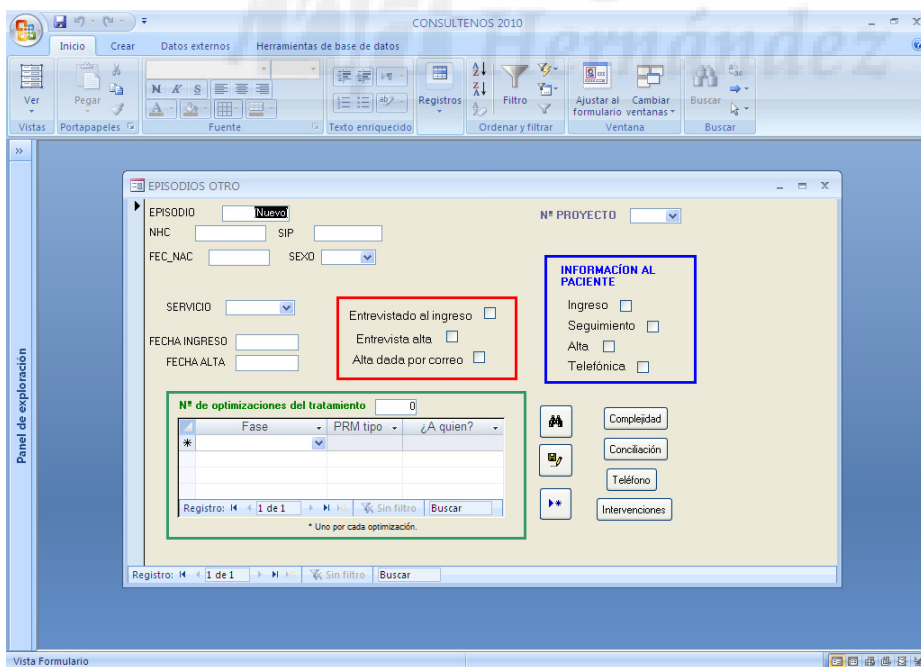 CONSULTENOS 2010
Inicio Crear Datos externos Herramientas de base de datos
Hernández
Ver Pegar N K S Registros Filtro Ajustar al formulario Cambiar ventanas Buscar
Vistas Portapapeles Fuente Texto enriquecido Ordenar y filtrar Ventana Buscar
»
Panel de exploración
EPISODIOS OTRO
EPISODIO Nuevo
Nº PROYECTO
NHC SIP
FEC_NAC SEXO
INFORMACÍON AL
PACIENTE
Ingreso
Seguimiento
Alta
Telefónica
SERVICIO
FECHA INGRESO
FECHA ALTA
Entrevistado al ingreso
Entrevista alta
Alta dada por correo
Nº de optimizaciones del tratamiento 0
Fase PRM tipo ¿A quien?
Registro: 1 de 1 Sin filtro Buscar
* Uno por cada optimización.
Complejidad
Conciliación
Teléfono
Intervenciones
Registro: 1 de 1 Sin filtro Buscar
Vista Formulario